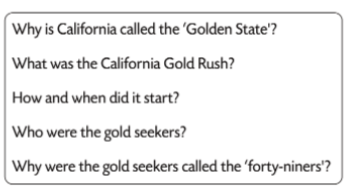 Why is California called the 'Golden State'?
What was the California Gold Rush?
How and when did it start?
Who were the gold seekers?
Why were the gold seekers called the 'forty-niners'?